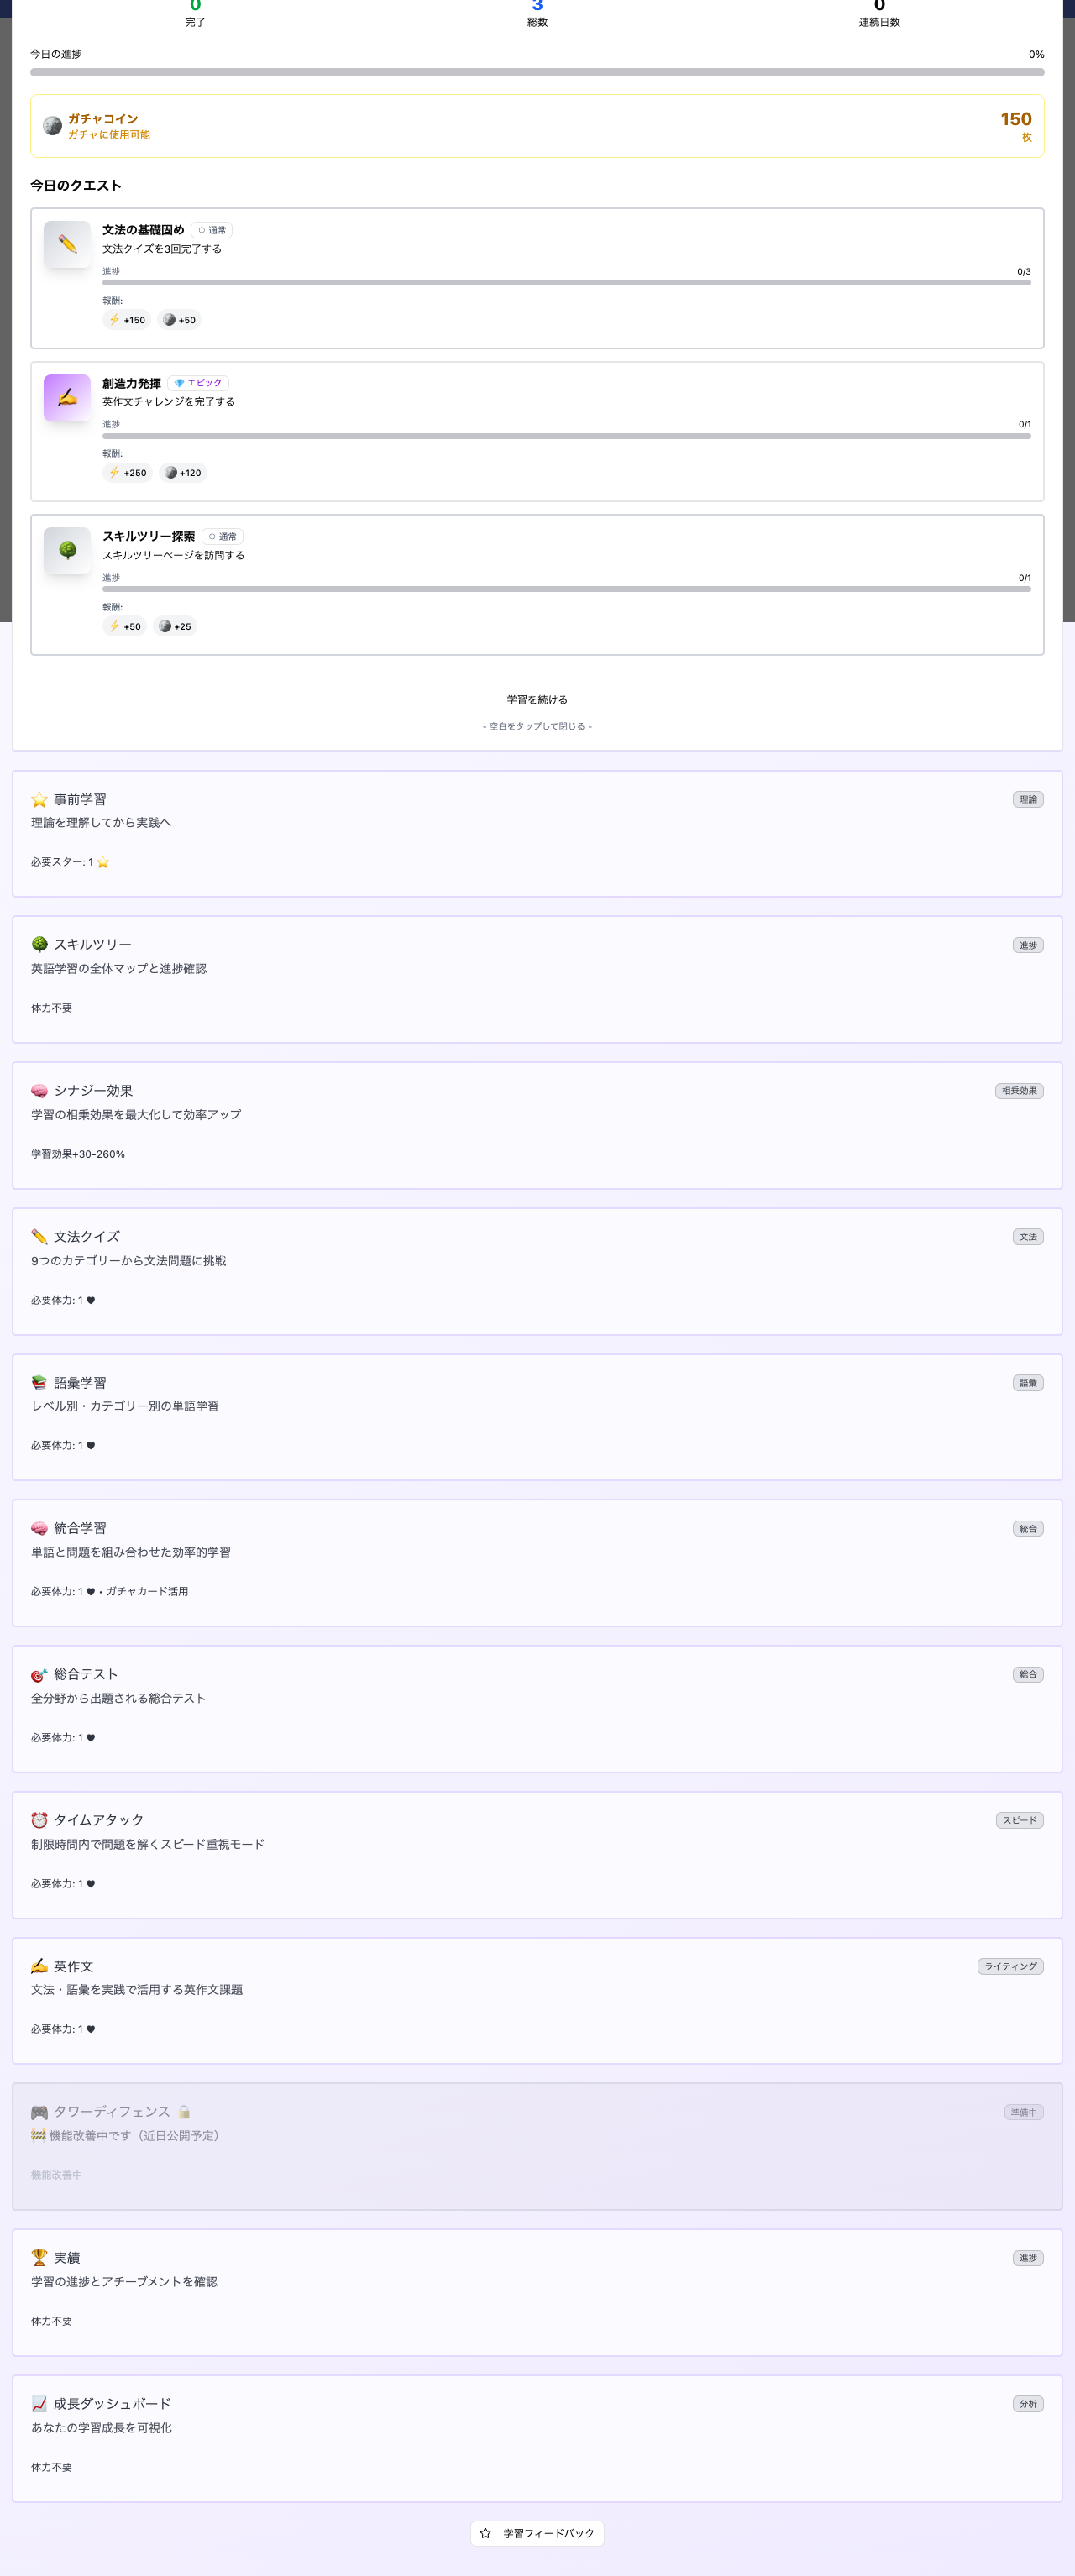 0
3
0
完了
総数
連続日数
今日の進捗
0%
ガチャコイン
ガチャに使用可能
150
枚
今日のクエスト
文法の基礎固め
通常
文法クイズを3回完了する
進捗
0/3
報酬:
+150
+50
創造力発揮
エピック
英作文チャレンジを完了する
進捗
0/1
報酬:
+250
+120
スキルツリー探索
通常
スキルツリーページを訪問する
進捗
0/1
報酬:
+50
+25
学習を続ける
- 空白をタップして閉じる -
事前学習
理論
理論を理解してから実践へ
必要スター: 1 ⭐
スキルツリー
進捗
英語学習の全体マップと進捗確認
体力不要
シナジー効果
相乗効果
学習の相乗効果を最大化して効率アップ
学習効果+30-260%
文法クイズ
文法
9つのカテゴリーから文法問題に挑戦
必要体力: 1 ♥
語彙学習
語彙
レベル別・カテゴリー別の単語学習
必要体力: 1 ♥
統合学習
統合
単語と問題を組み合わせた効率的学習
必要体力: 1 ♥ • ガチャカード活用
総合テスト
総合
全分野から出題される総合テスト
必要体力: 1 ♥
タイムアタック
スピード
制限時間内で問題を解くスピード重視モード
必要体力: 1 ♥
英作文
ライティング
文法・語彙を実践で活用する英作文課題
必要体力: 1 ♥
タワーディフェンス
準備中
機能改善中です（近日公開予定）
機能改善中
実績
進捗
学習の進捗とアチーブメントを確認
体力不要
成長ダッシュボード
分析
あなたの学習成長を可視化
体力不要
学習フィードバック